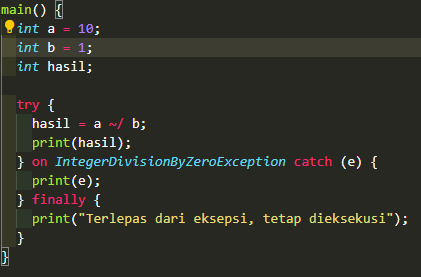 main() {
int a = 10;
int b = 1;
int hasil;
try {
hasil = a ~/ b;
print(hasil);
} on IntegerDivisionByZeroException catch (e) {
print(e);
} finally {
print("Terlepas dari eksepsi, tetap dieksekusi");
}
}